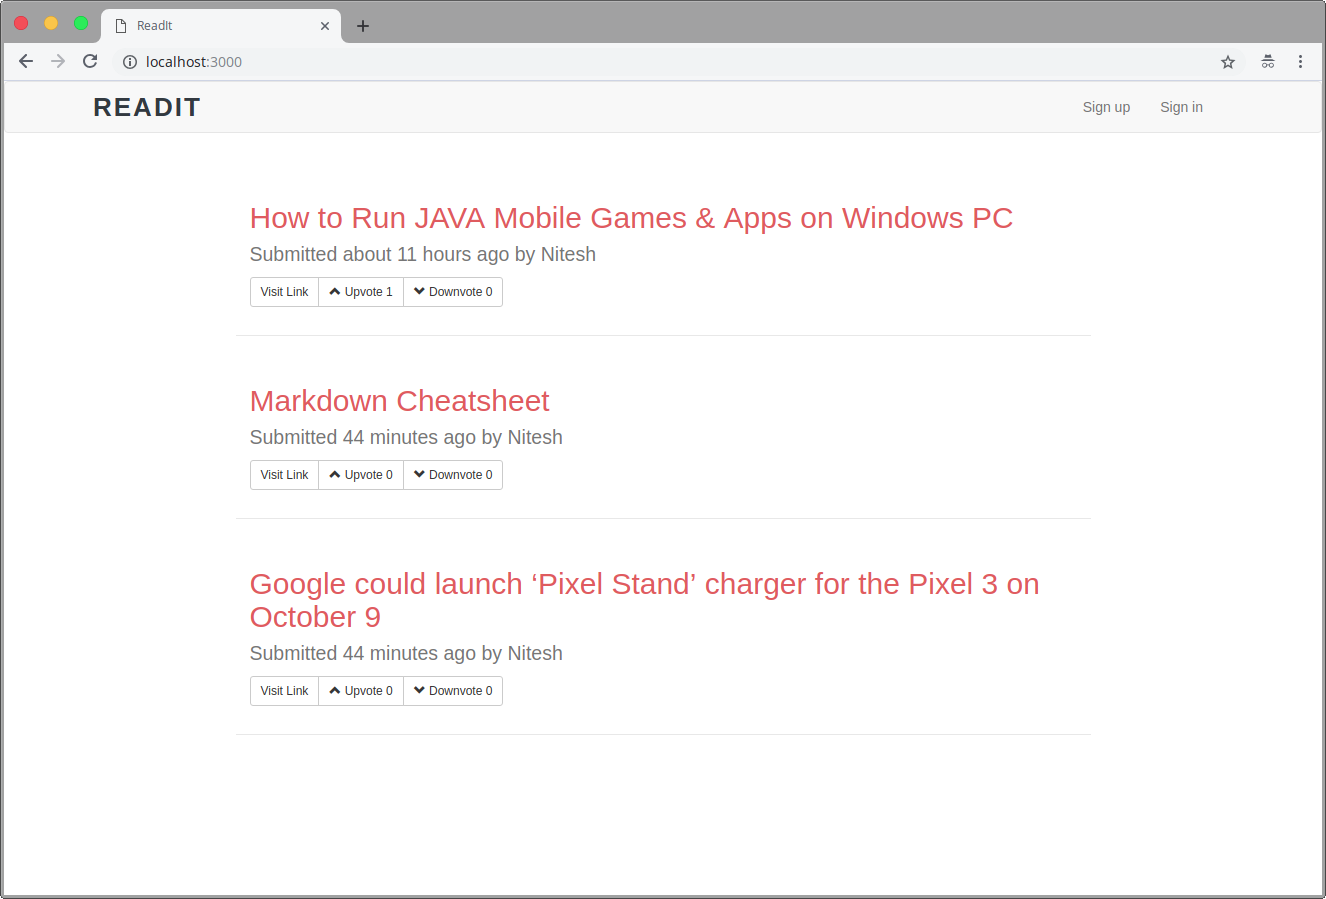 ReadIt
localhost:3000
READIT
Sign up Sign in
How to Run JAVA Mobile Games & Apps on Windows PC
Submitted about 11 hours ago by Nitesh
Visit Link Upvote 1 Downvote 0
Markdown Cheatsheet
Submitted 44 minutes ago by Nitesh
Visit Link Upvote 0 Downvote 0
Google could launch ‘Pixel Stand’ charger for the Pixel 3 on
October 9
Submitted 44 minutes ago by Nitesh
Visit Link Upvote 0 Downvote 0